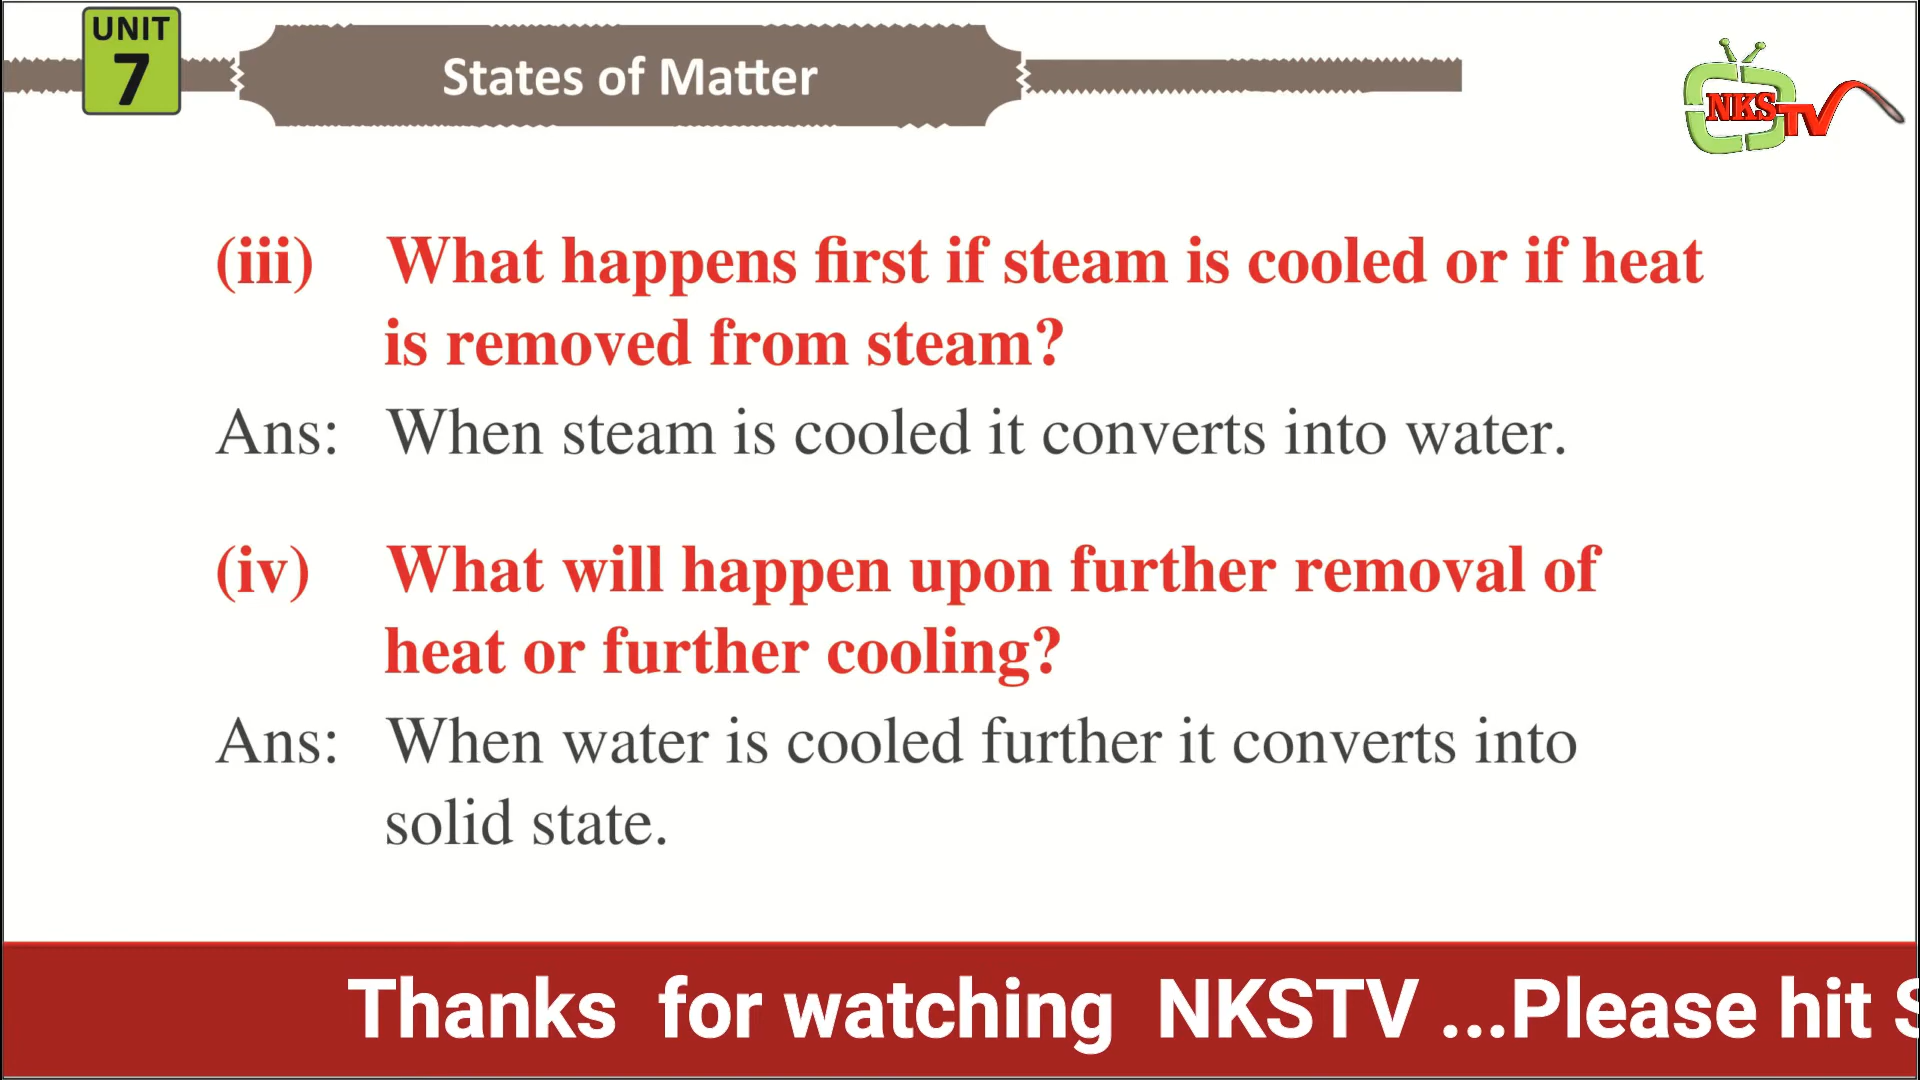 UNIT
7
States of Matter
NKS TV
(iii) What happens first if steam is cooled or if heat
is removed from steam?
Ans: When steam is cooled it converts into water.
(iv) What will happen upon further removal of
heat or further cooling?
Ans: When water is cooled further it converts into
solid state.
Thanks for watching NKSTV ...Please hit S